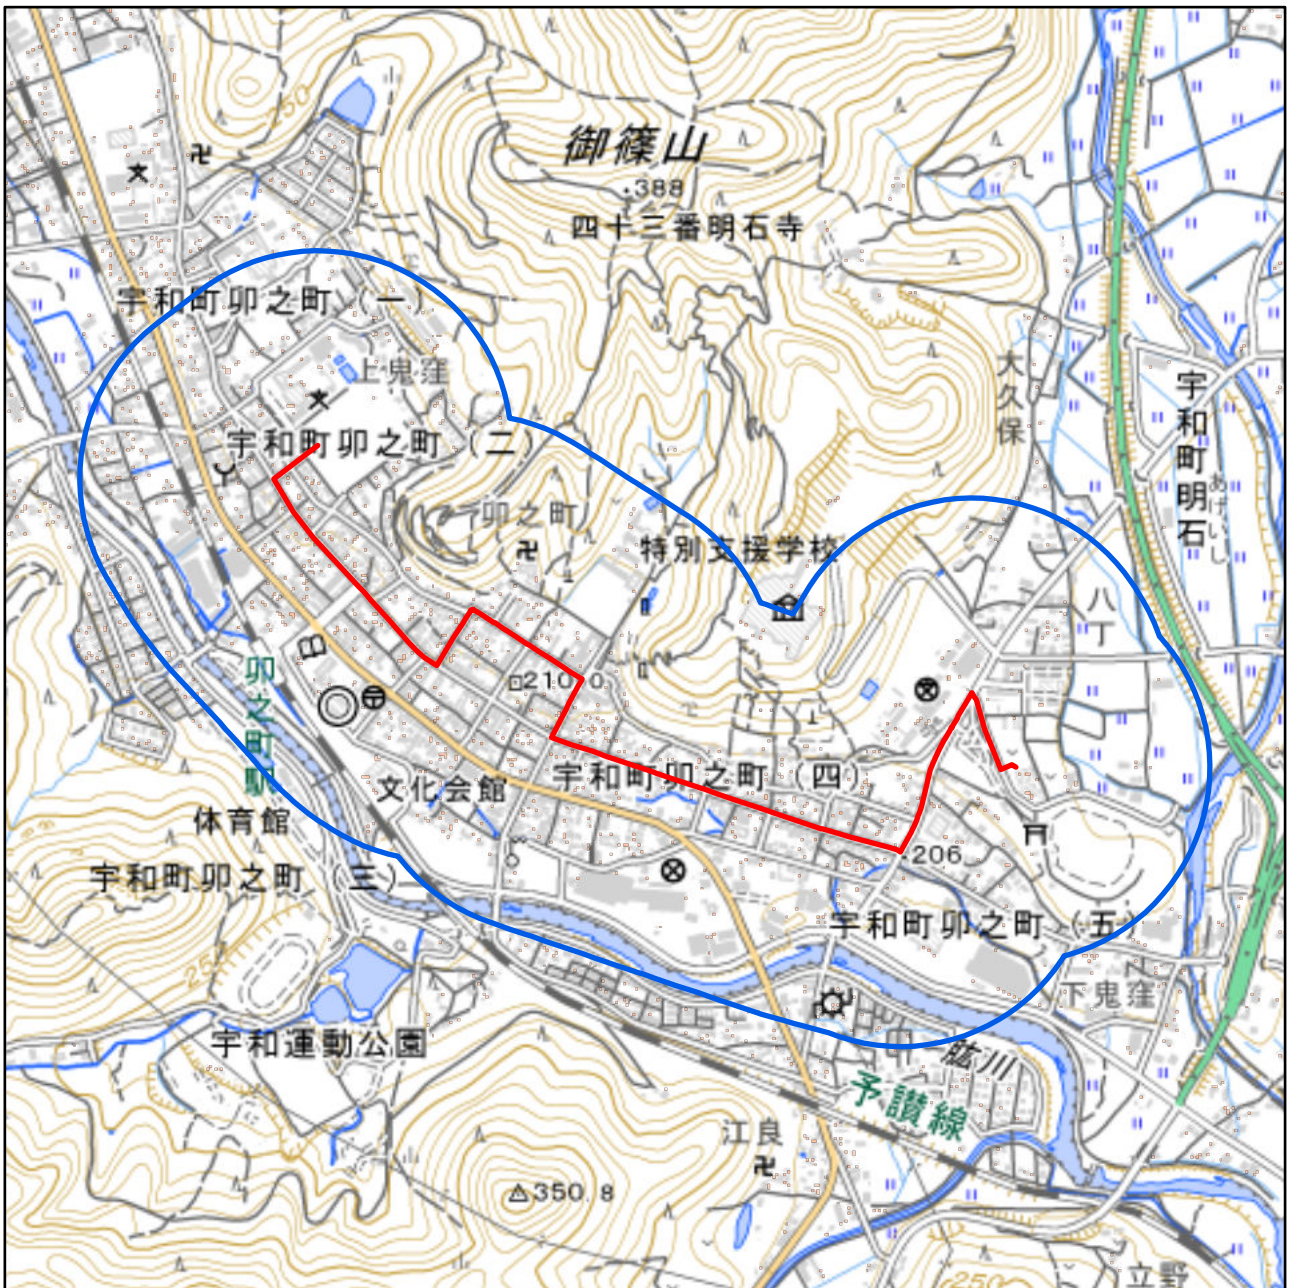 50
御篠山
388
四十三番明石寺
宇和町卯之町(一)
上鬼窪
大久保
宇和町明石
あげいし
宇和町卯之町(二)
卯之町
特別支援学校
八丁
210.0
卯之町駅
文化会館
宇和町卯之町(四)
体育館
206
宇和町卯之町(三)
宇和町卯之町(五)
250
下鬼窪
宇和運動公園
肱川
予讃線
江良
350.8
250
立野